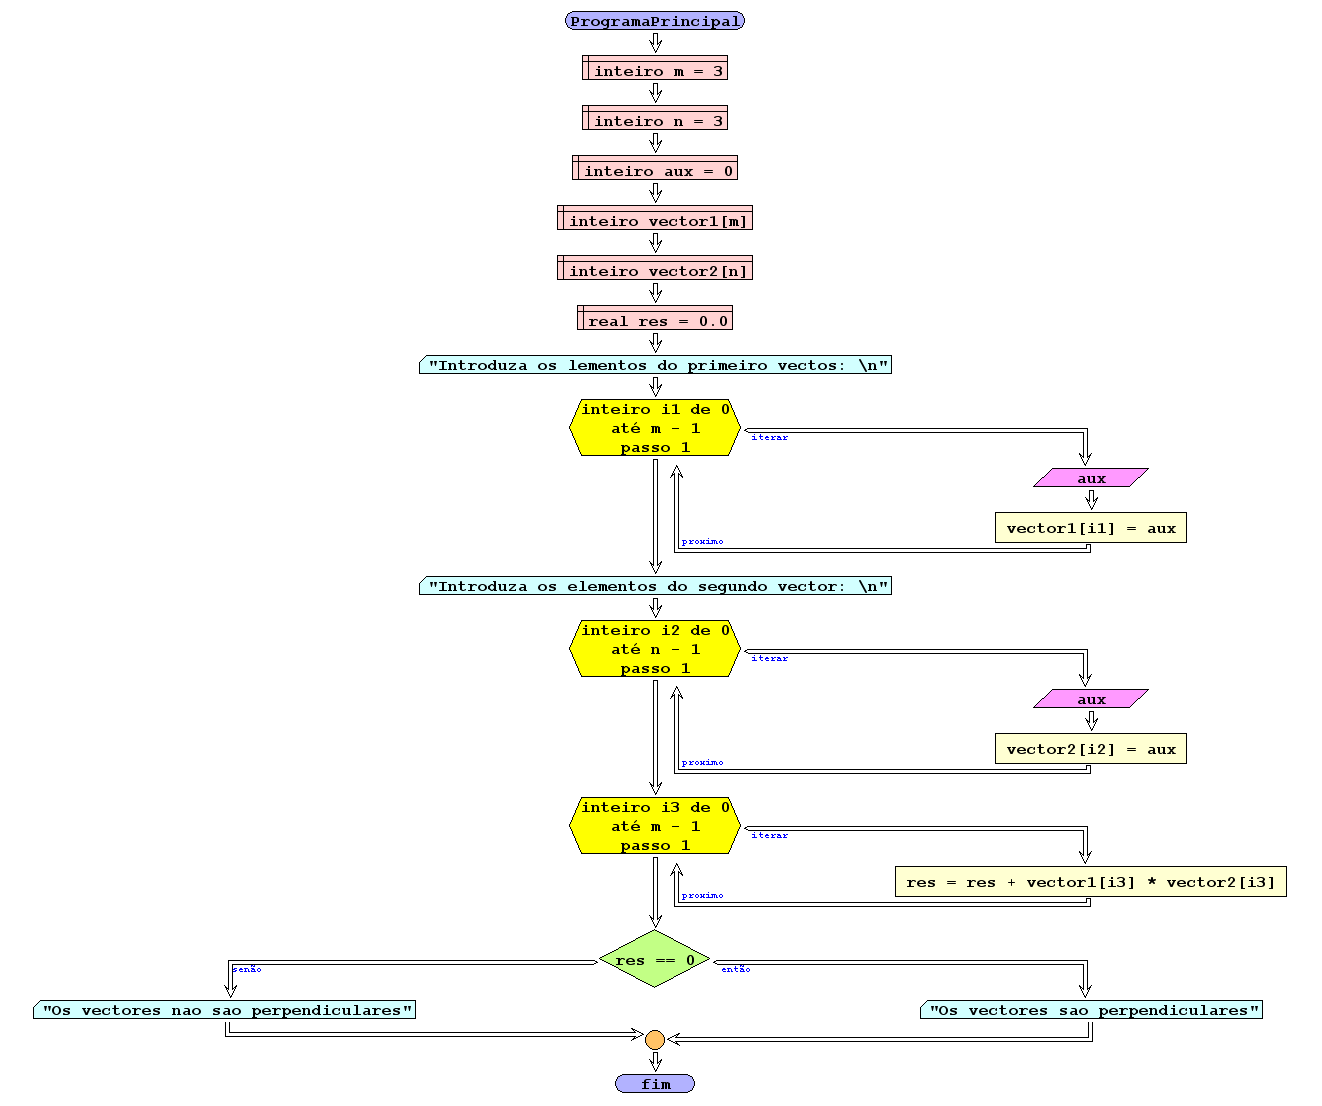 ProgramaPrincipal
inteiro m = 3
inteiro n = 3
inteiro aux = 0
inteiro vector1[m]
inteiro vector2[n]
real res = 0.0
"Introduza os lementos do primeiro vectos: \n"
inteiro i1 de 0
até m - 1
passo 1
iterar
aux
vector1[i1] = aux
proximo
"Introduza os elementos do segundo vector: \n"
inteiro i2 de 0
até n - 1
passo 1
iterar
aux
vector2[i2] = aux
proximo
inteiro i3 de 0
até m - 1
passo 1
iterar
res = res + vector1[i3] * vector2[i3]
proximo
res == 0
senão
então
"Os vectores nao sao perpendiculares"
"Os vectores sao perpendiculares"
fim